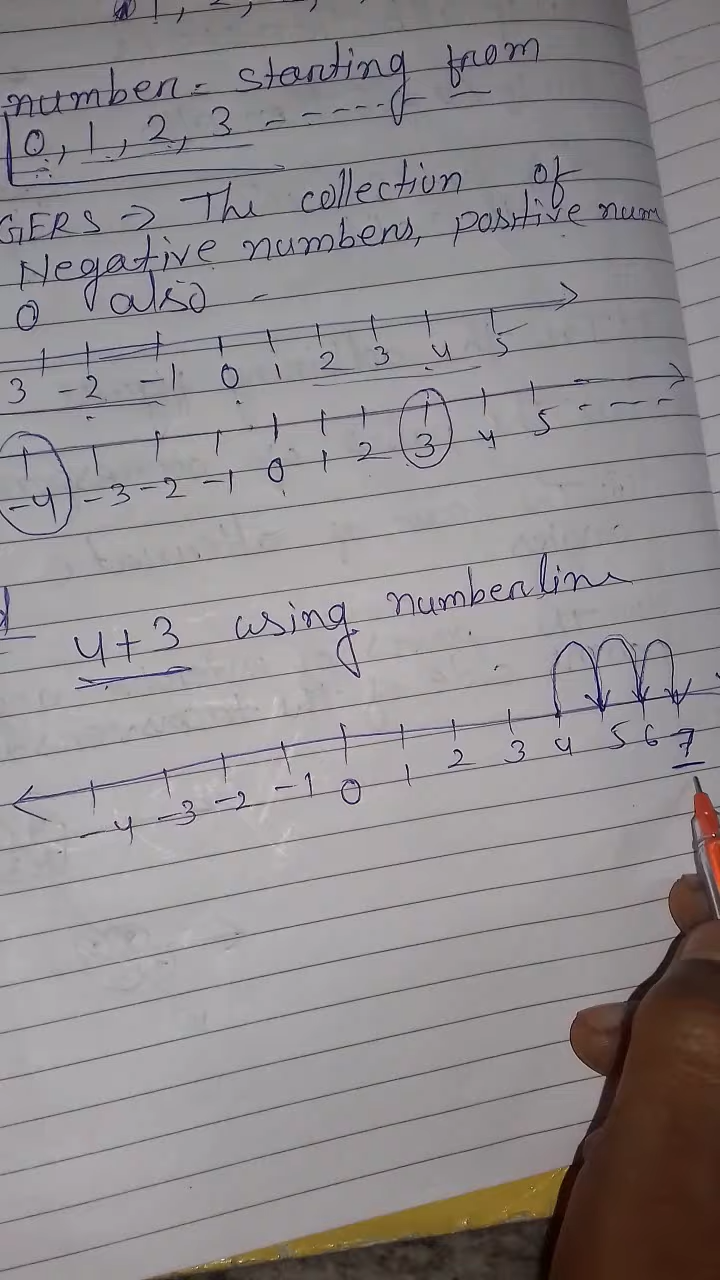 1, 2,
number - starting from
0, 1, 2, 3 - - - - - -
GERS → The collection of
Negative numbers, positive num
0 also -
3 -2 -1 0 1 2 3 4 5
-4 -3 -2 -1 0 1 2 3 4 5 - - - -
4+3 using numberline
-4 -3 -2 -1 0 1 2 3 4 5 6 7